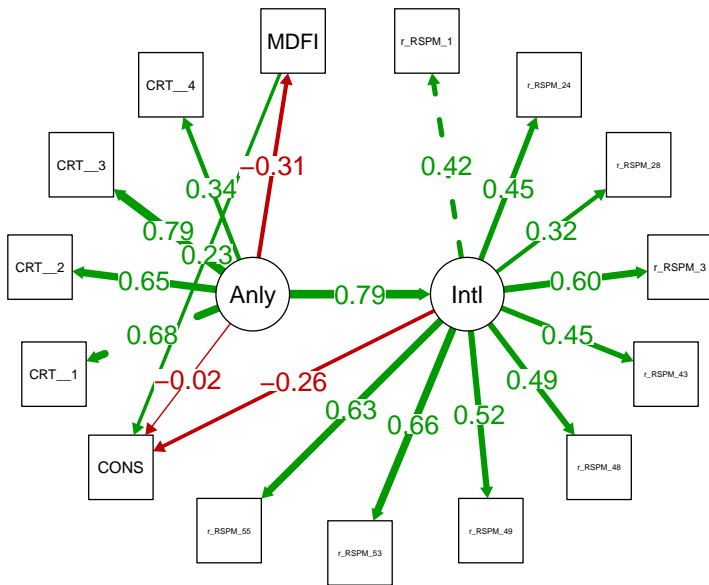 MDFI
r_RSPM_1
CRT__4
r_RSPM_24
CRT__3
−0.31
0.42
r_RSPM_28
0.34
0.45
0.79
0.32
0.23
CRT__2
r_RSPM_3
0.65
Anly
0.79
Intl
0.60
0.68
0.45
CRT__1
r_RSPM_43
−0.02
−0.26
0.49
0.63
0.66
0.52
CONS
r_RSPM_48
r_RSPM_55
r_RSPM_53
r_RSPM_49